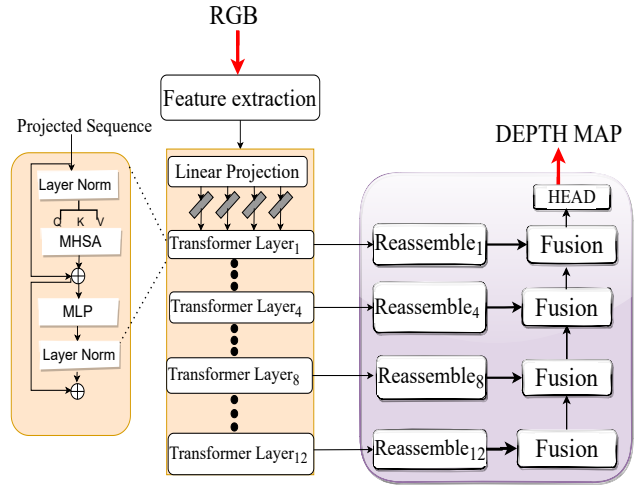 RGB
Feature extraction
Projected Sequence
Layer Norm
Q K V
MHSA
MLP
Layer Norm
Linear Projection
Transformer Layer1
Transformer Layer4
Transformer Layer8
Transformer Layer12
DEPTH MAP
HEAD
Reassemble1
Fusion
Reassemble4
Fusion
Reassemble8
Fusion
Reassemble12
Fusion